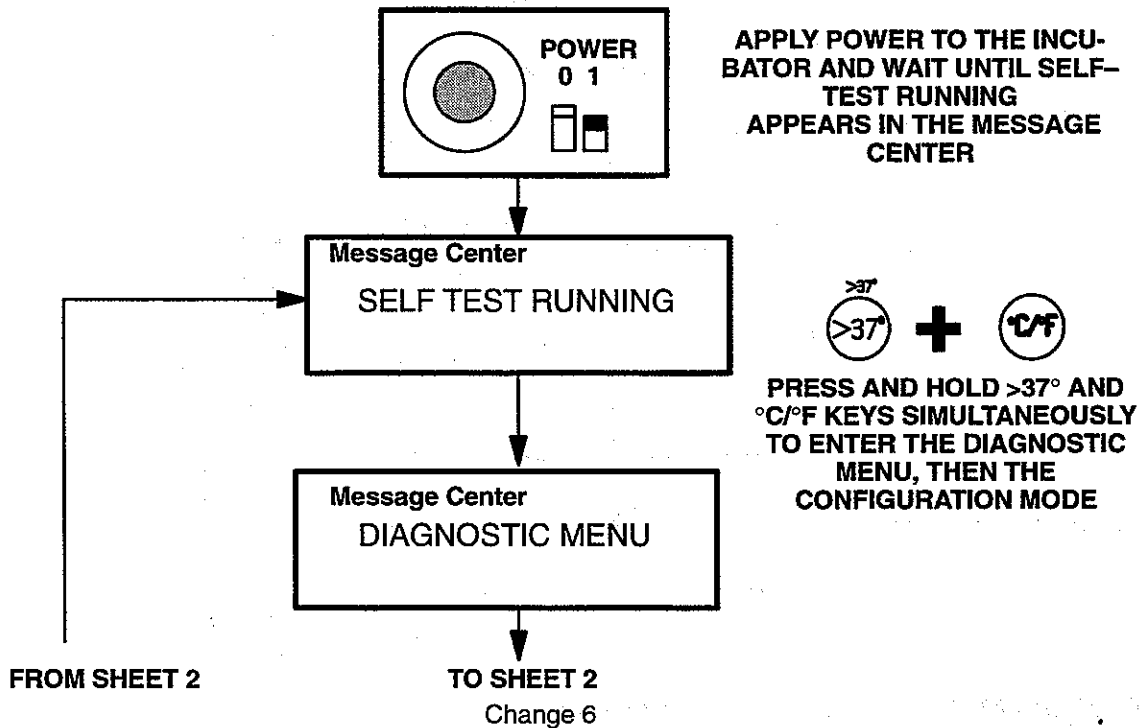 POWER
0 1
APPLY POWER TO THE INCU-
BATOR AND WAIT UNTIL SELF–
TEST RUNNING
APPEARS IN THE MESSAGE
CENTER
Message Center
SELF TEST RUNNING
>37°
>37°
°C/°F
PRESS AND HOLD >37° AND
°C/°F KEYS SIMULTANEOUSLY
TO ENTER THE DIAGNOSTIC
MENU, THEN THE
CONFIGURATION MODE
Message Center
DIAGNOSTIC MENU
FROM SHEET 2
TO SHEET 2
Change 6